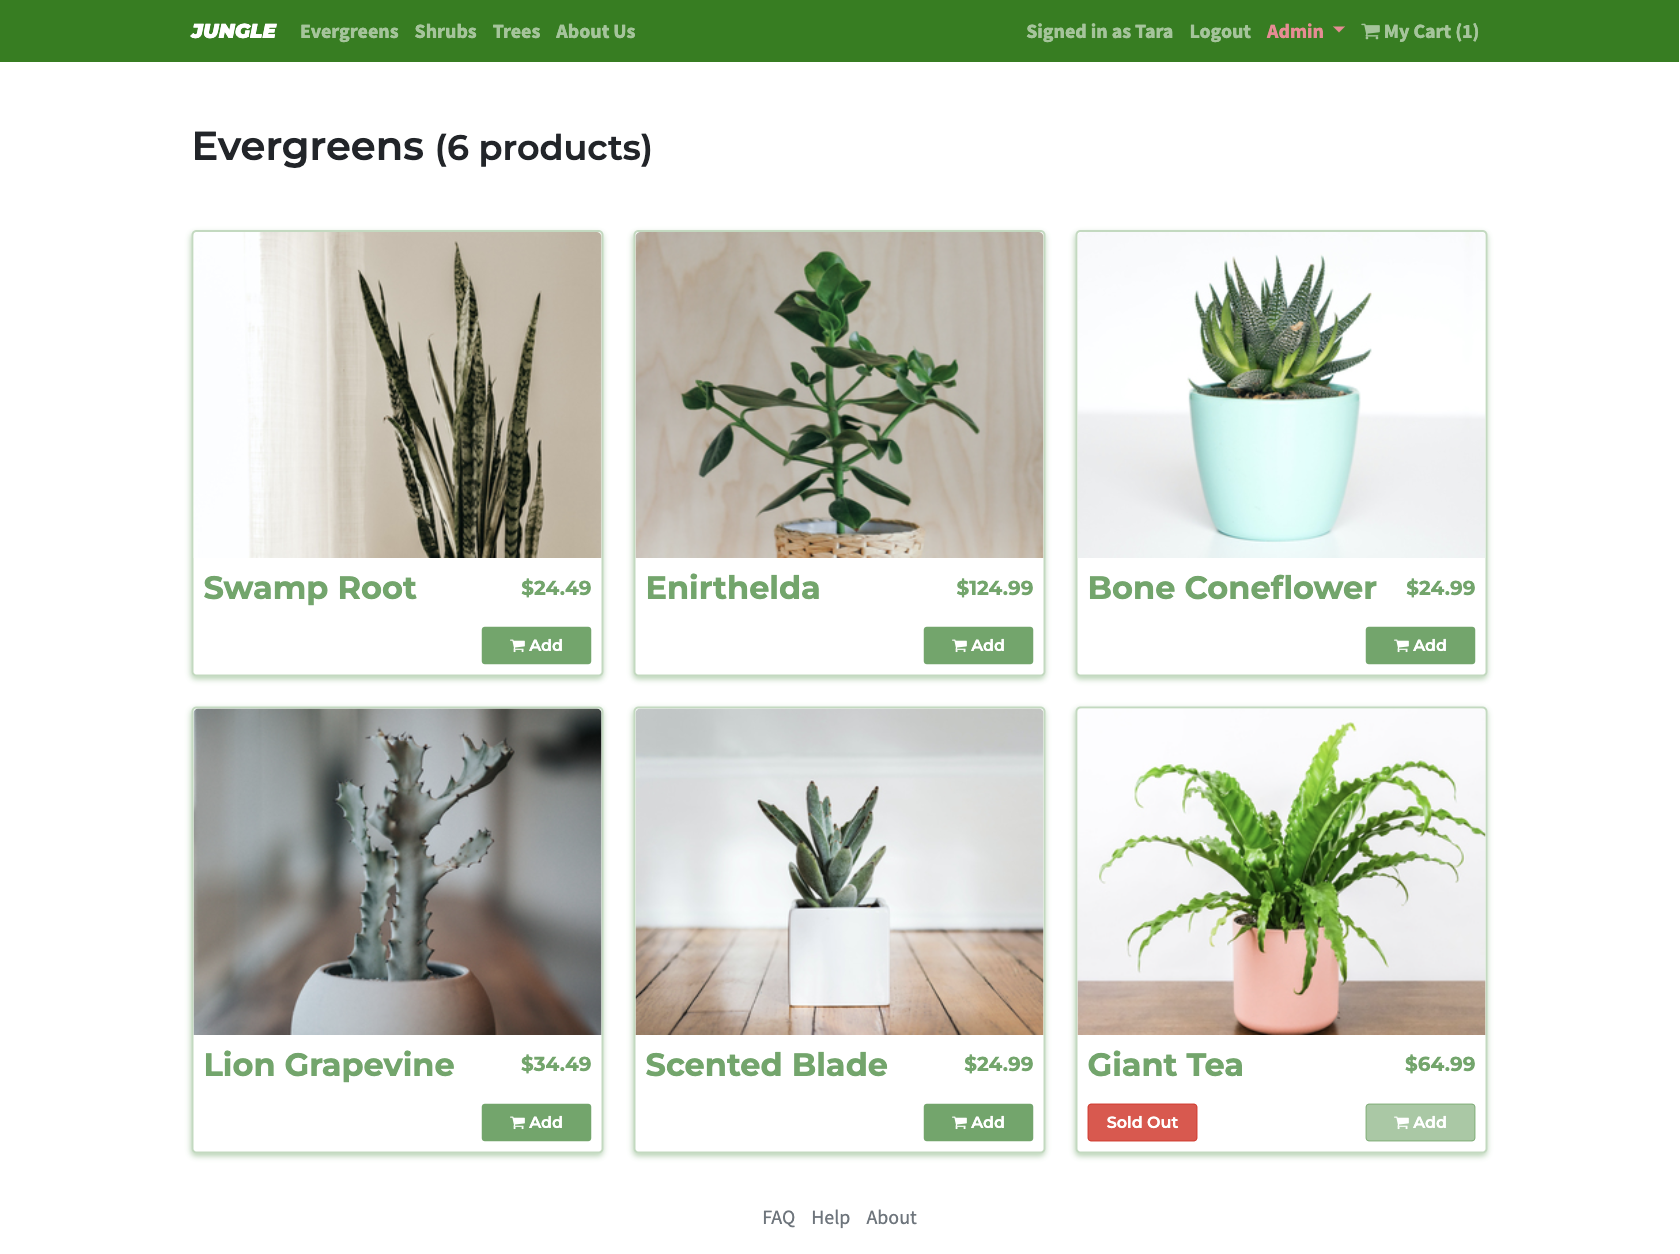 JUNGLE Evergreens Shrubs Trees About Us Signed in as Tara Logout Admin My Cart (1)
Evergreens (6 products)
Swamp Root $24.49
Add
Enirthelda $124.99
Add
Bone Coneflower $24.99
Add
Lion Grapevine $34.49
Add
Scented Blade $24.99
Add
Giant Tea $64.99
Sold Out Add
FAQ Help About